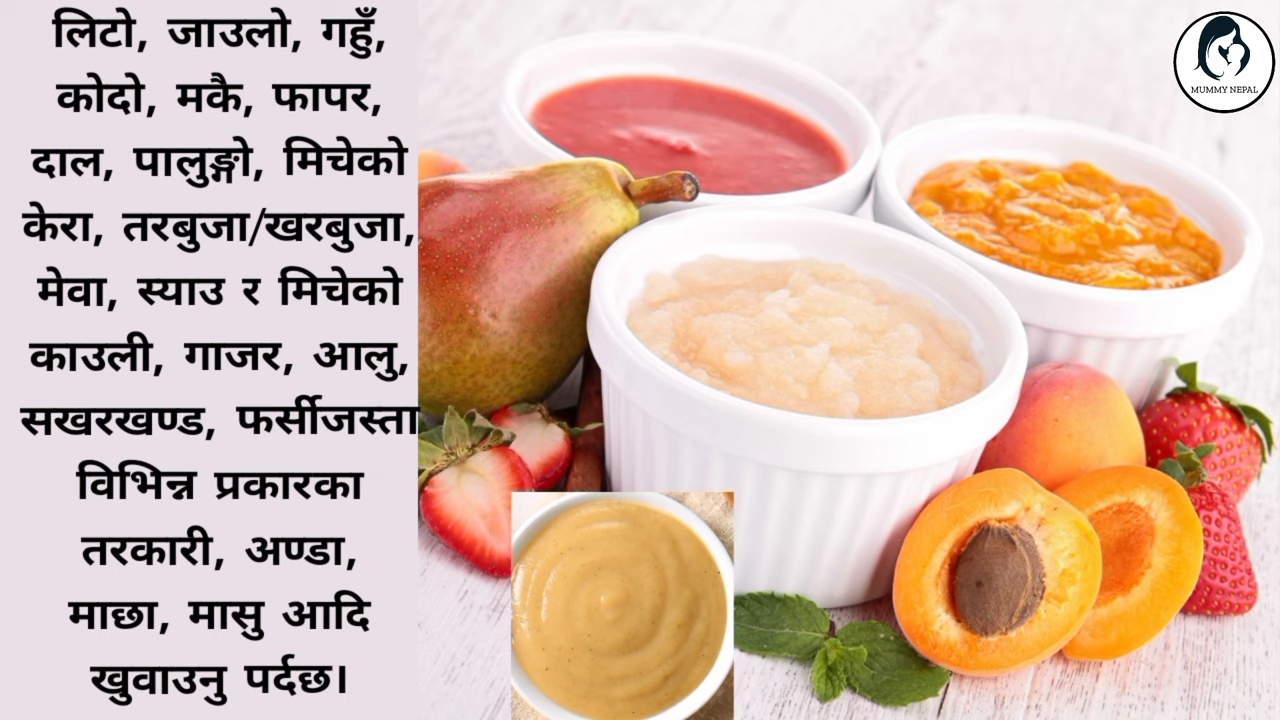 लिटो, जाउलो, गहुँ,
कोदो, मकै, फापर,
दाल, पालुङ्गो, मिचेको
केरा, तरबुजा/खरबुजा,
मेवा, स्याउ र मिचेको
काउली, गाजर, आलु,
सखरखण्ड, फर्सीजस्ता
विभिन्न प्रकारका
तरकारी, अण्डा,
माछा, मासु आदि
खुवाउनु पर्दछ।
MUMMY NEPAL